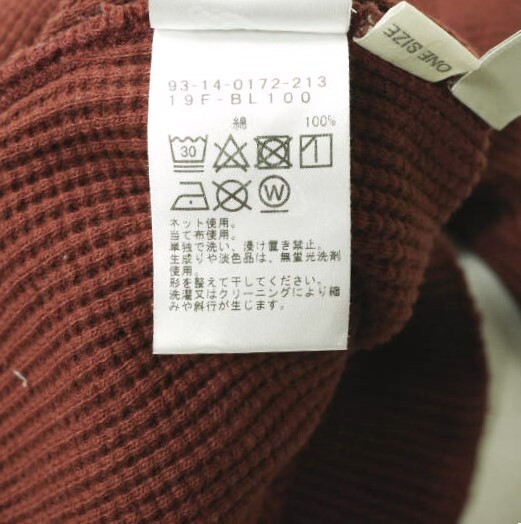 93-14-0172-213
19F-BL100
綿 100%
30
W
ネット使用。
当て布使用。
単独で洗い、浸け置き禁止。
生成りや淡色品は、無蛍光洗剤
使用。
形を整えて干してください。
洗濯又はクリーニングにより縮
みや斜行が生じます。
ONE SIZE